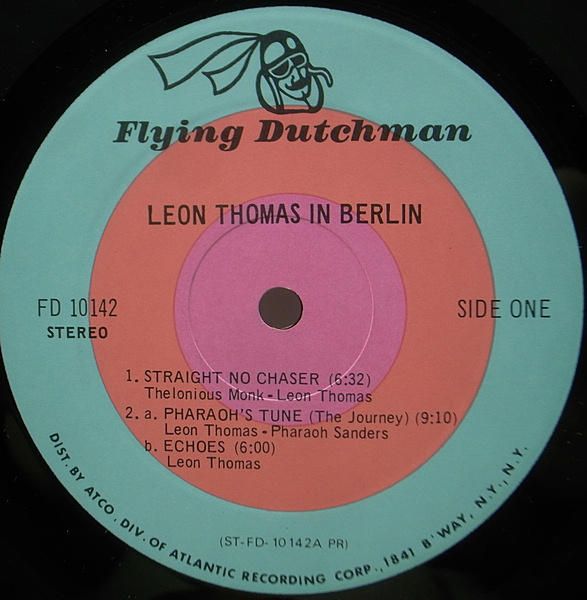 Flying Dutchman
LEON THOMAS IN BERLIN
FD 10142
STEREO
SIDE ONE
1. STRAIGHT NO CHASER (6:32)
Thelonious Monk - Leon Thomas
2. a. PHARAOH'S TUNE (The Journey) (9:10)
Leon Thomas - Pharaoh Sanders
b. ECHOES (6:00)
Leon Thomas
(ST-FD-10142A PR)
DIST. BY ATCO, DIV. OF ATLANTIC RECORDING CORP., 1841 B'WAY, N.Y., N.Y.